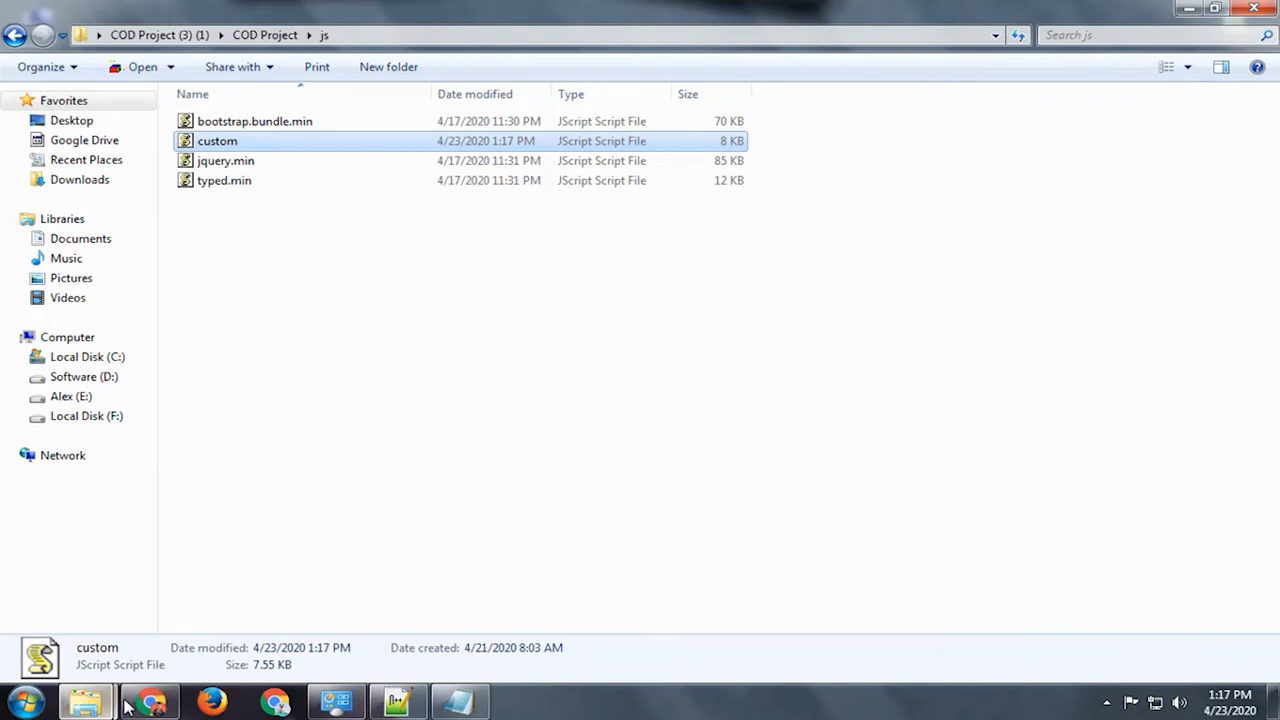 COD Project (3) (1) COD Project js Search js
Organize Open Share with Print New folder
Name Date modified Type Size
Favorites
Desktop
Google Drive
Recent Places
Downloads
Libraries
Documents
Music
Pictures
Videos
Computer
Local Disk (C:)
Software (D:)
Alex (E:)
Local Disk (F:)
Network
bootstrap.bundle.min 4/17/2020 11:30 PM JScript Script File 70 KB
custom 4/23/2020 1:17 PM JScript Script File 8 KB
jquery.min 4/17/2020 11:31 PM JScript Script File 85 KB
typed.min 4/17/2020 11:31 PM JScript Script File 12 KB
custom Date modified: 4/23/2020 1:17 PM Date created: 4/21/2020 8:03 AM
JScript Script File Size: 7.55 KB
1:17 PM
4/23/2020